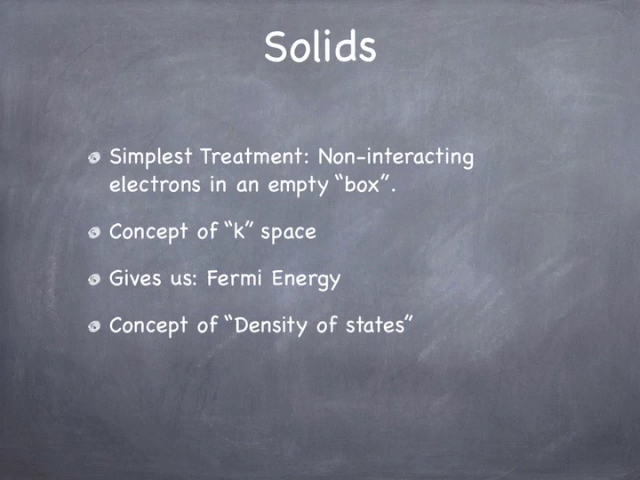 Solids
Simplest Treatment: Non-interacting
electrons in an empty “box”.
Concept of “k” space
Gives us: Fermi Energy
Concept of “Density of states”